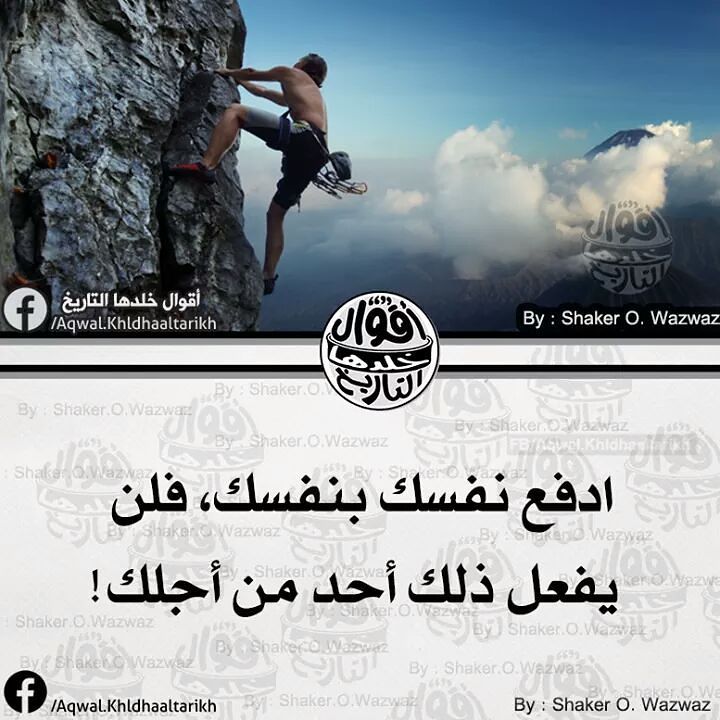 أقوال خلدها التاريخ
/Aqwal.Khldhaaltarikh
By : Shaker O. Wazwaz
أقوال
خلدها
التاريخ
ادفع نفسك بنفسك، فلن
يفعل ذلك أحد من أجلك!
/Aqwal.Khldhaaltarikh
By : Shaker O. Wazwaz